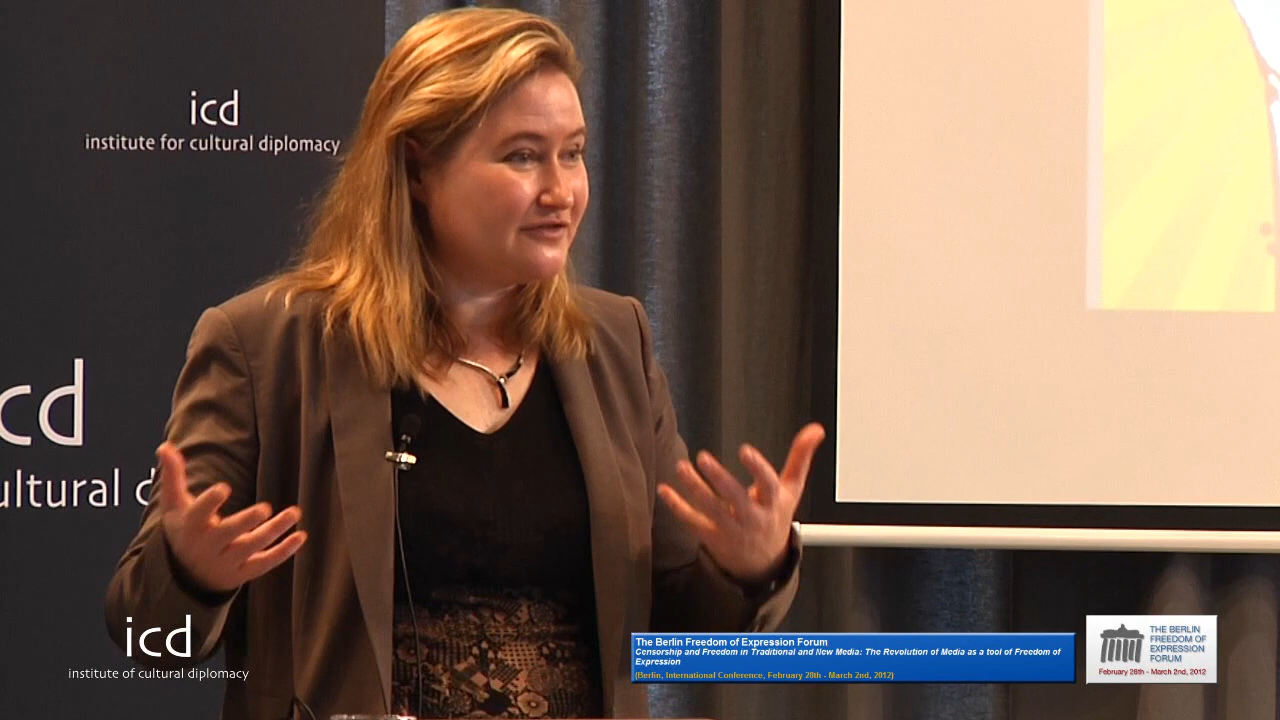 icd
institute for cultural diplomacy
cd
ultural d
icd
institute of cultural diplomacy
The Berlin Freedom of Expression Forum
Censorship and Freedom in Traditional and New Media: The Revolution of Media as a tool of Freedom of
Expression
(Berlin, International Conference, February 28th - March 2nd, 2012)
THE BERLIN
FREEDOM OF
EXPRESSION
FORUM
February 28th - March 2nd, 2012